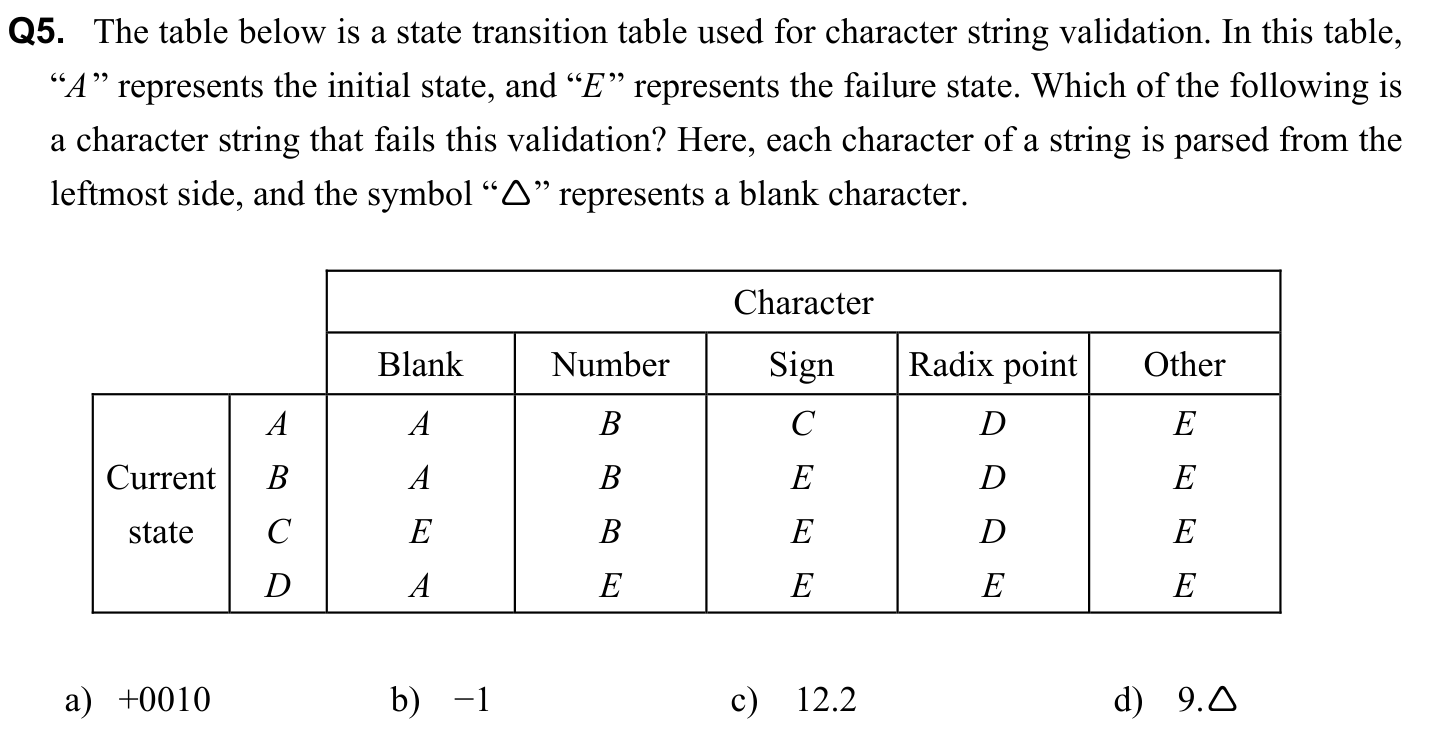 Q5. The table below is a state transition table used for character string validation. In this table,
“A” represents the initial state, and “E” represents the failure state. Which of the following is
a character string that fails this validation? Here, each character of a string is parsed from the
leftmost side, and the symbol “△” represents a blank character.
Character
Blank Number Sign Radix point Other
A A B C D E
Current B A B E D E
state C E B E D E
D A E E E E
a) +0010 b) −1 c) 12.2 d) 9.△